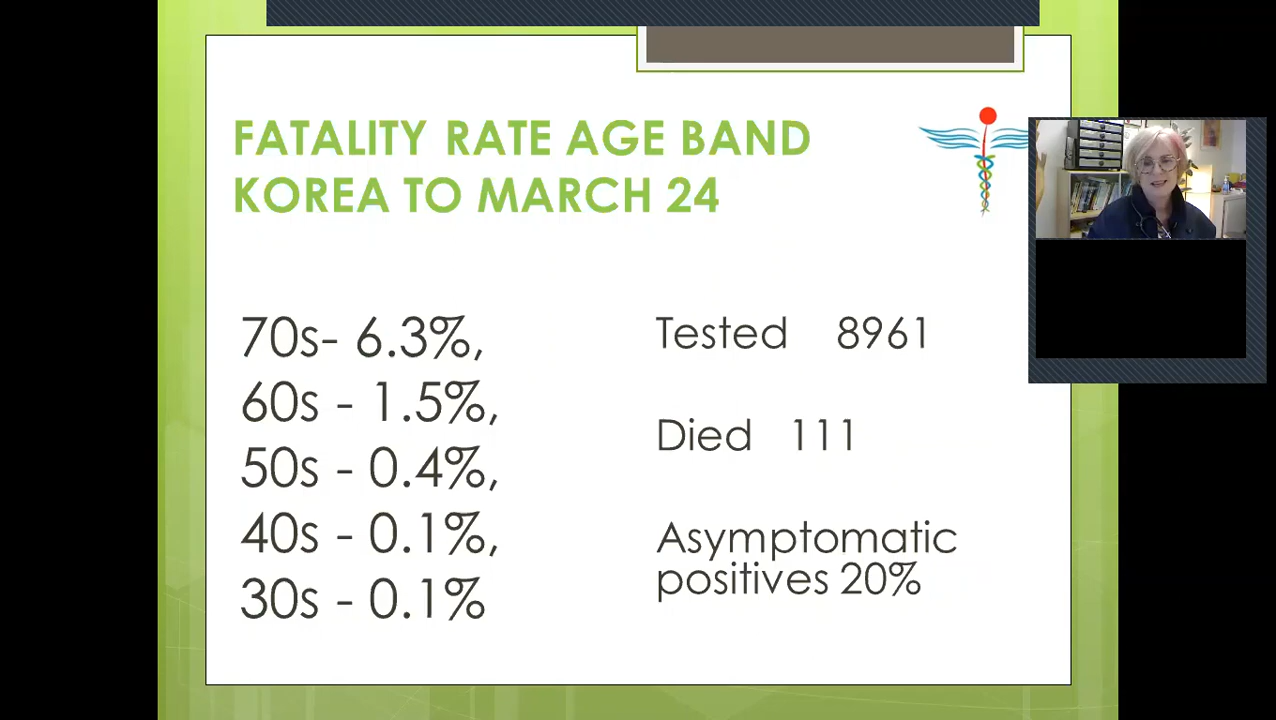 FATALITY RATE AGE BAND
KOREA TO MARCH 24
70s- 6.3%,
60s - 1.5%,
50s - 0.4%,
40s - 0.1%,
30s - 0.1%
Tested 8961
Died 111
Asymptomatic
positives 20%